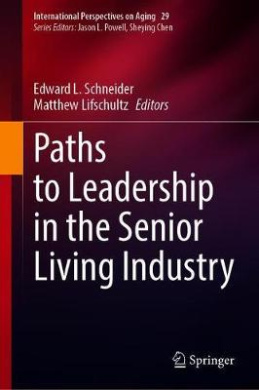 International Perspectives on Aging 29
Series Editors: Jason L. Powell, Sheying Chen
Edward L. Schneider
Matthew Lifschultz Editors
Paths
to Leadership
in the Senior
Living Industry
Springer